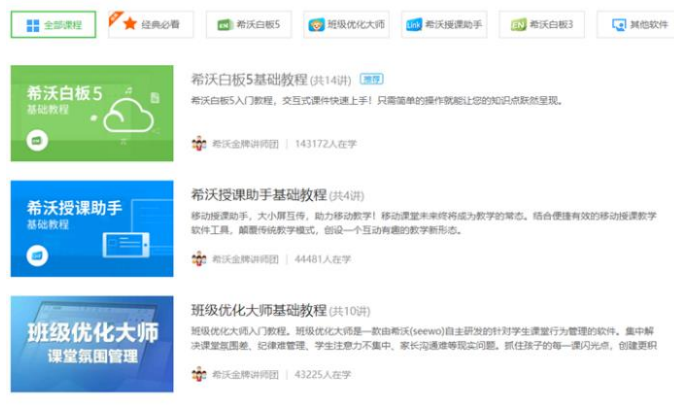 全部课程
经典必看
希沃白板5
班级优化大师
希沃授课助手
希沃白板3
其他软件
希沃白板5
基础教程
希沃白板5基础教程(共14讲) 推荐
希沃白板5入门教程，交互式课件快速上手！只需简单的操作就能让您的知识点跃然呈现。
希沃金牌讲师团 | 143172人在学
希沃授课助手
基础教程
希沃授课助手基础教程(共4讲)
移动授课助手，大小屏互传，助力移动教学！移动课堂未来终将成为教学的常态。结合便捷有效的移动授课教学
软件工具，颠覆传统教学模式，创设一个互动有趣的教学新形态。
希沃金牌讲师团 | 44481人在学
班级优化大师
课堂氛围管理
班级优化大师基础教程(共10讲)
班级优化大师入门教程。班级优化大师是一款由希沃(seewo)自主研发的针对学生课堂行为管理的软件。集中解
决课堂氛围差、纪律难管理、学生注意力不集中、家长沟通难等现实问题。抓住孩子的每一课闪光点，创建更积
希沃金牌讲师团 | 43225人在学